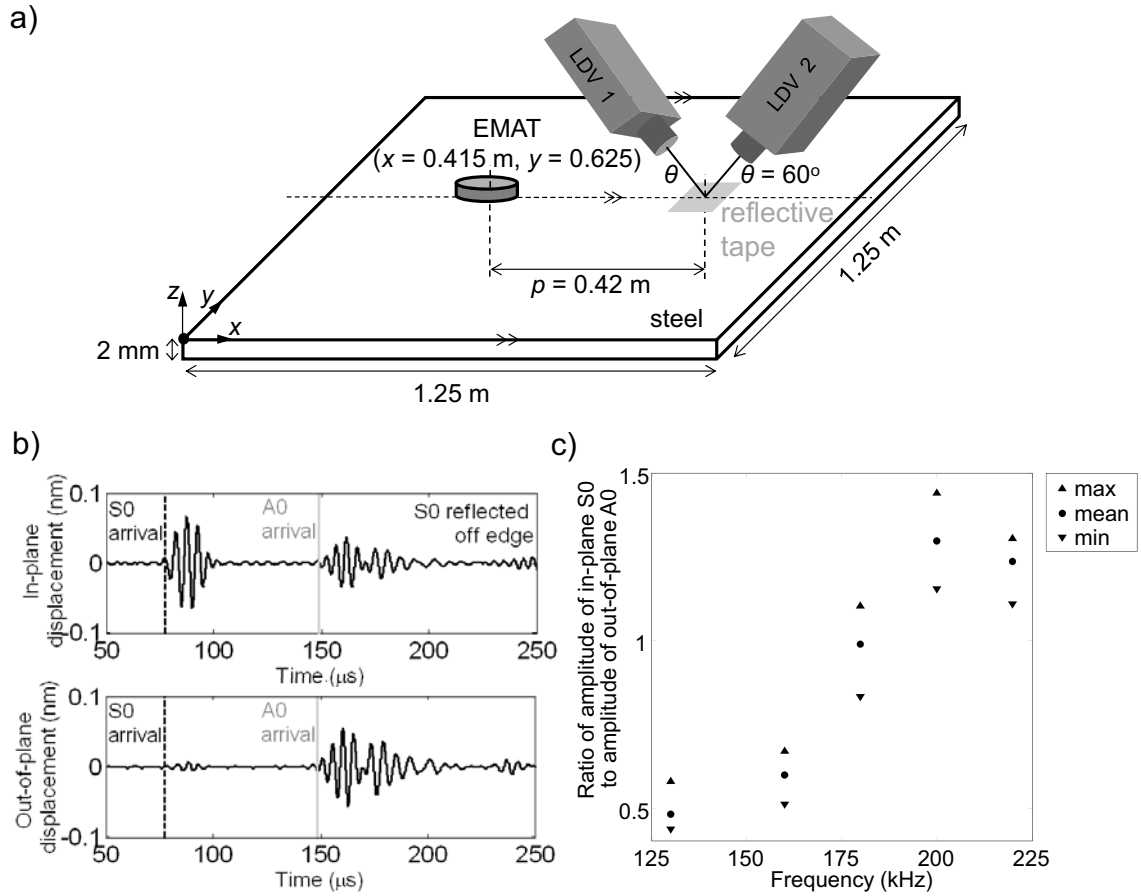 a)
LDV 1
LDV 2
EMAT
(x = 0.415 m, y = 0.625)
θ
θ = 60°
reflective
tape
p = 0.42 m
1.25 m
z
y
x
steel
2 mm
1.25 m
b)
0.1
0
-0.1
In-plane
displacement (nm)
S0
arrival
A0
arrival
S0 reflected
off edge
50
100
150
200
250
Time (μs)
0.1
0
-0.1
Out-of-plane
displacement (nm)
S0
arrival
A0
arrival
50
100
150
200
250
Time (μs)
c)
Ratio of amplitude of in-plane S0
to amplitude of out-of-plane A0
1.5
1
0.5
125
150
175
200
225
Frequency (kHz)
max
mean
min